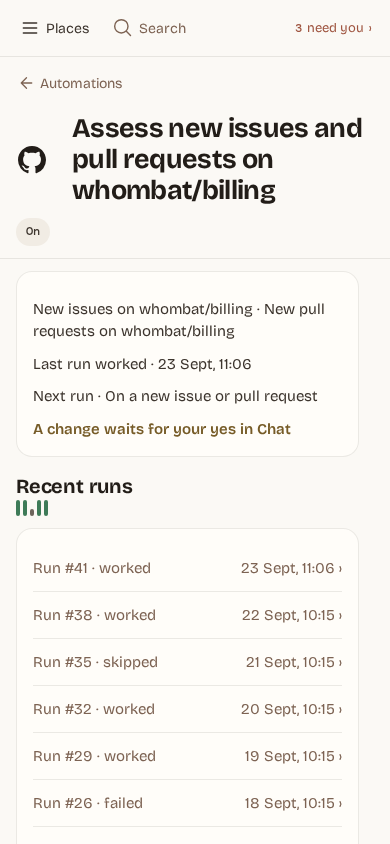 Places
Search
3 need you ›
Automations
Assess new issues and
pull requests on
whombat/billing
On
New issues on whombat/billing · New pull
requests on whombat/billing
Last run worked · 23 Sept, 11:06
Next run · On a new issue or pull request
A change waits for your yes in Chat
Recent runs
Run #41 · worked 23 Sept, 11:06 ›
Run #38 · worked 22 Sept, 10:15 ›
Run #35 · skipped 21 Sept, 10:15 ›
Run #32 · worked 20 Sept, 10:15 ›
Run #29 · worked 19 Sept, 10:15 ›
Run #26 · failed 18 Sept, 10:15 ›